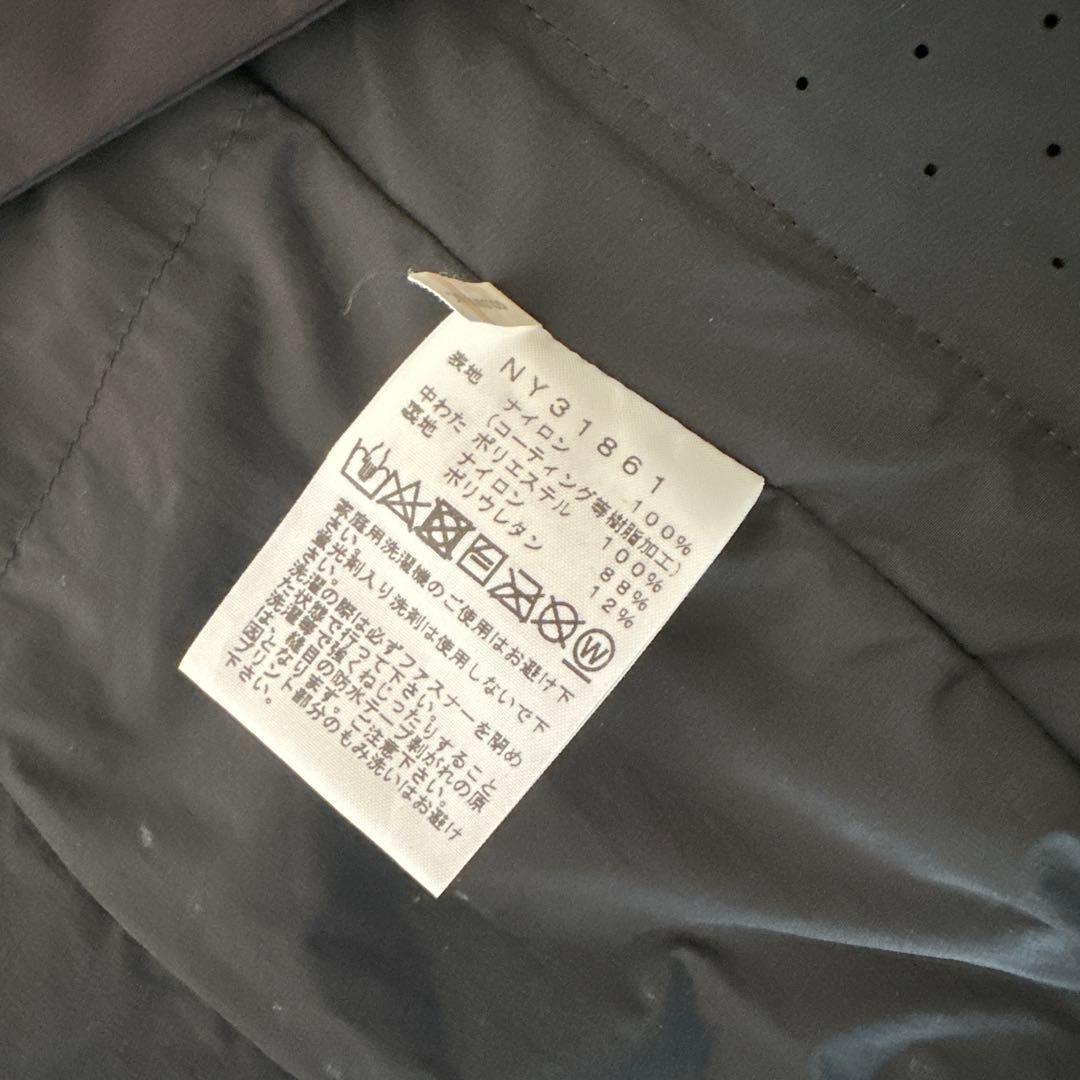 NY31861
表地 ナイロン 100%
(コーティング等樹脂加工)
中わた ポリエステル 100%
裏地 ナイロン 88%
ポリウレタン 12%
W
家庭用洗濯機のご使用はお避け下
さい。
蛍光剤入り洗剤は使用しないで下
さい。
洗濯の際は必ずファスナーを閉め
た状態で行って下さい。
洗濯等で強くねじったりすること
は、縫目の防水テープ剥がれの原
因となります。ご注意下さい。
プリント部分のもみ洗いはお避け
下さい。